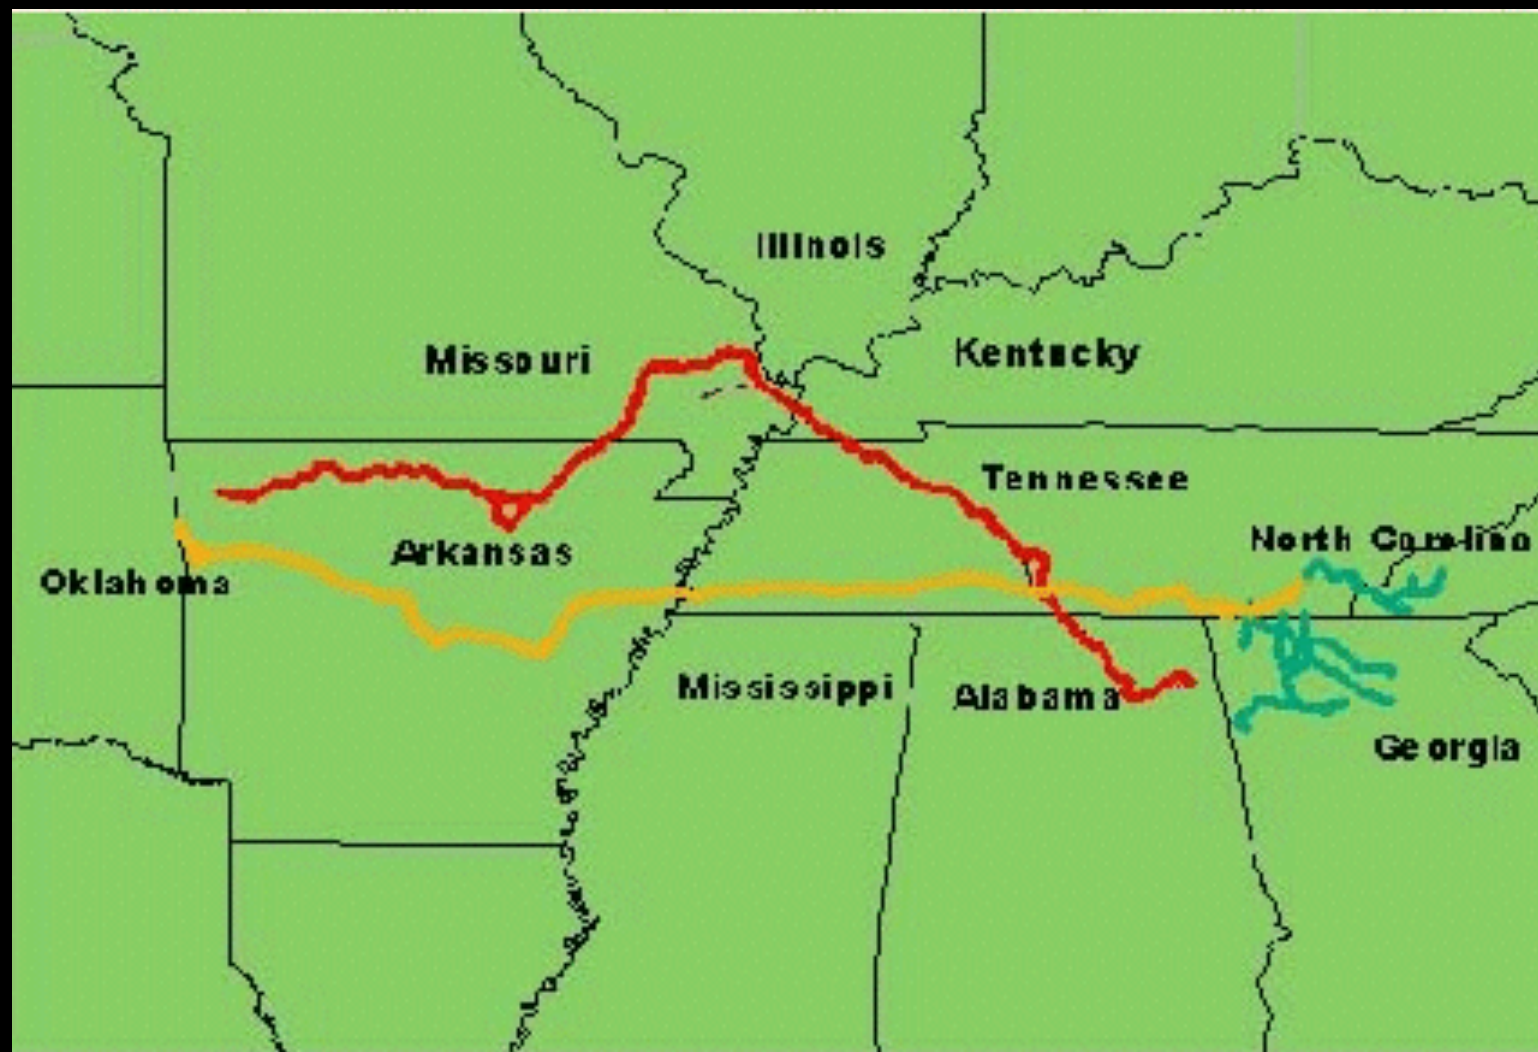 Illinois
Missouri
Kentucky
Tennessee
North Carolina
Arkansas
Oklahoma
Mississippi
Alabama
Georgia